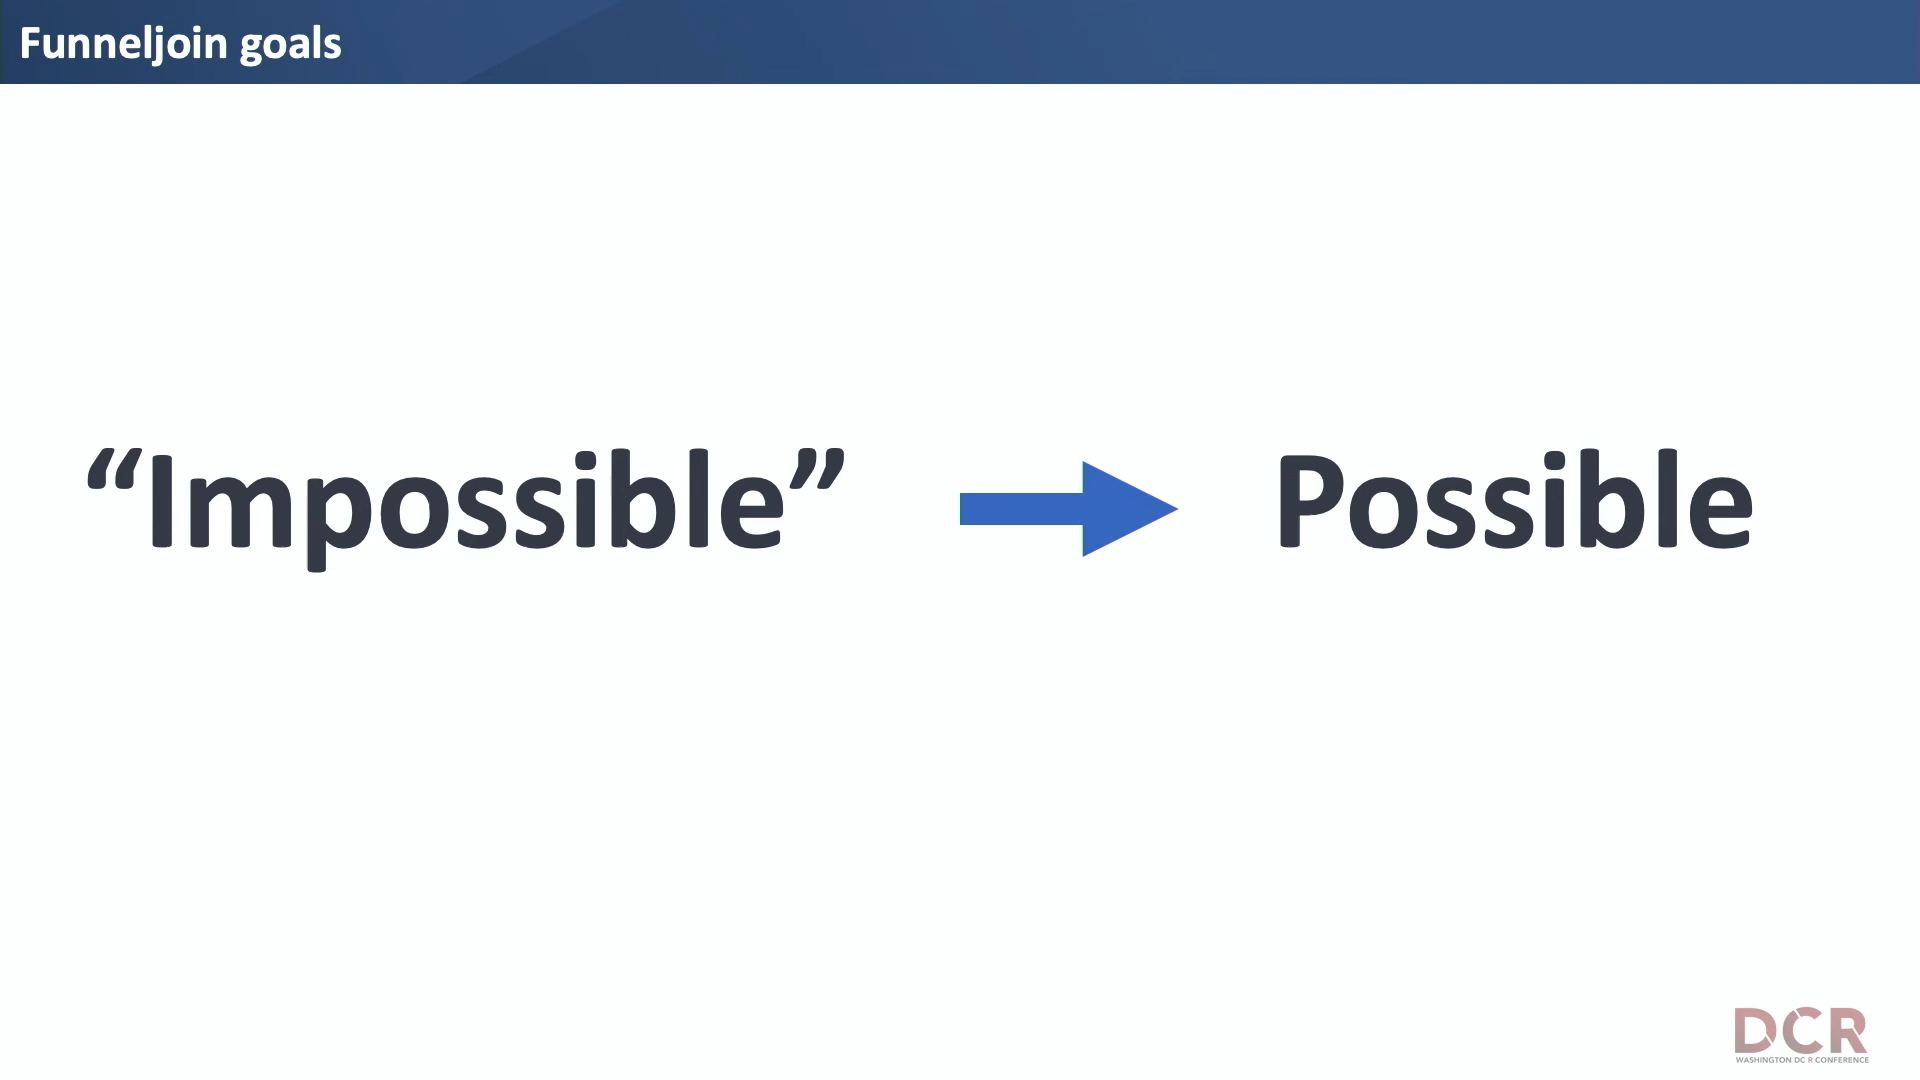 Funneljoin goals
“Impossible” Possible
DCR
WASHINGTON DC R CONFERENCE